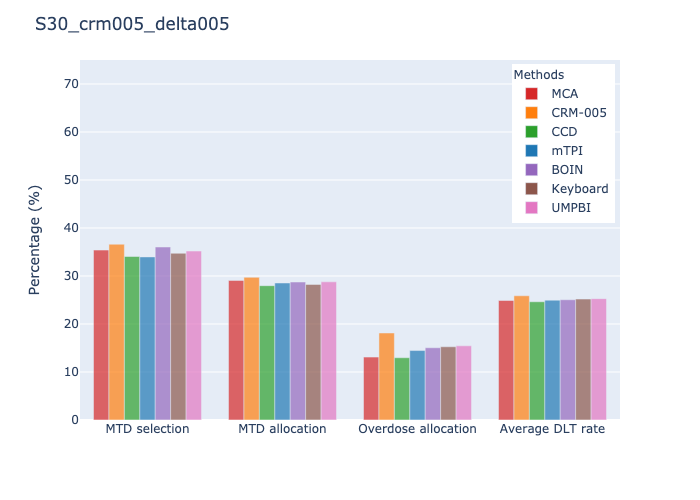 S30_crm005_delta005
Percentage (%)
70
60
50
40
30
20
10
0
MTD selection
MTD allocation
Overdose allocation
Average DLT rate
Methods
MCA
CRM-005
CCD
mTPI
BOIN
Keyboard
UMPBI